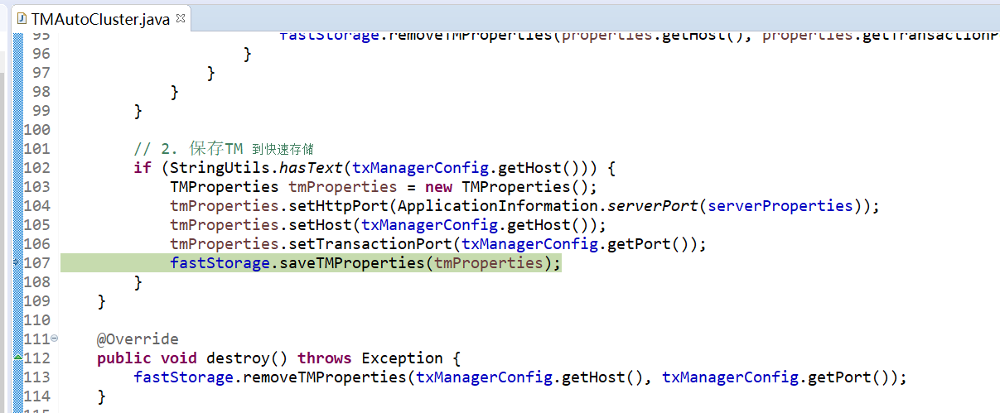 TMAutoCluster.java
95 fastStorage.removeTMProperties(properties.getHost(), properties.getTransactionP
96 }
97 }
98 }
99 }
100
101 // 2. 保存TM 到快速存储
102 if (StringUtils.hasText(txManagerConfig.getHost())) {
103 TMProperties tmProperties = new TMProperties();
104 tmProperties.setHttpPort(ApplicationInformation.serverPort(serverProperties));
105 tmProperties.setHost(txManagerConfig.getHost());
106 tmProperties.setTransactionPort(txManagerConfig.getPort());
107 fastStorage.saveTMProperties(tmProperties);
108 }
109 }
110
111 @Override
112 public void destroy() throws Exception {
113 fastStorage.removeTMProperties(txManagerConfig.getHost(), txManagerConfig.getPort());
114 }
115